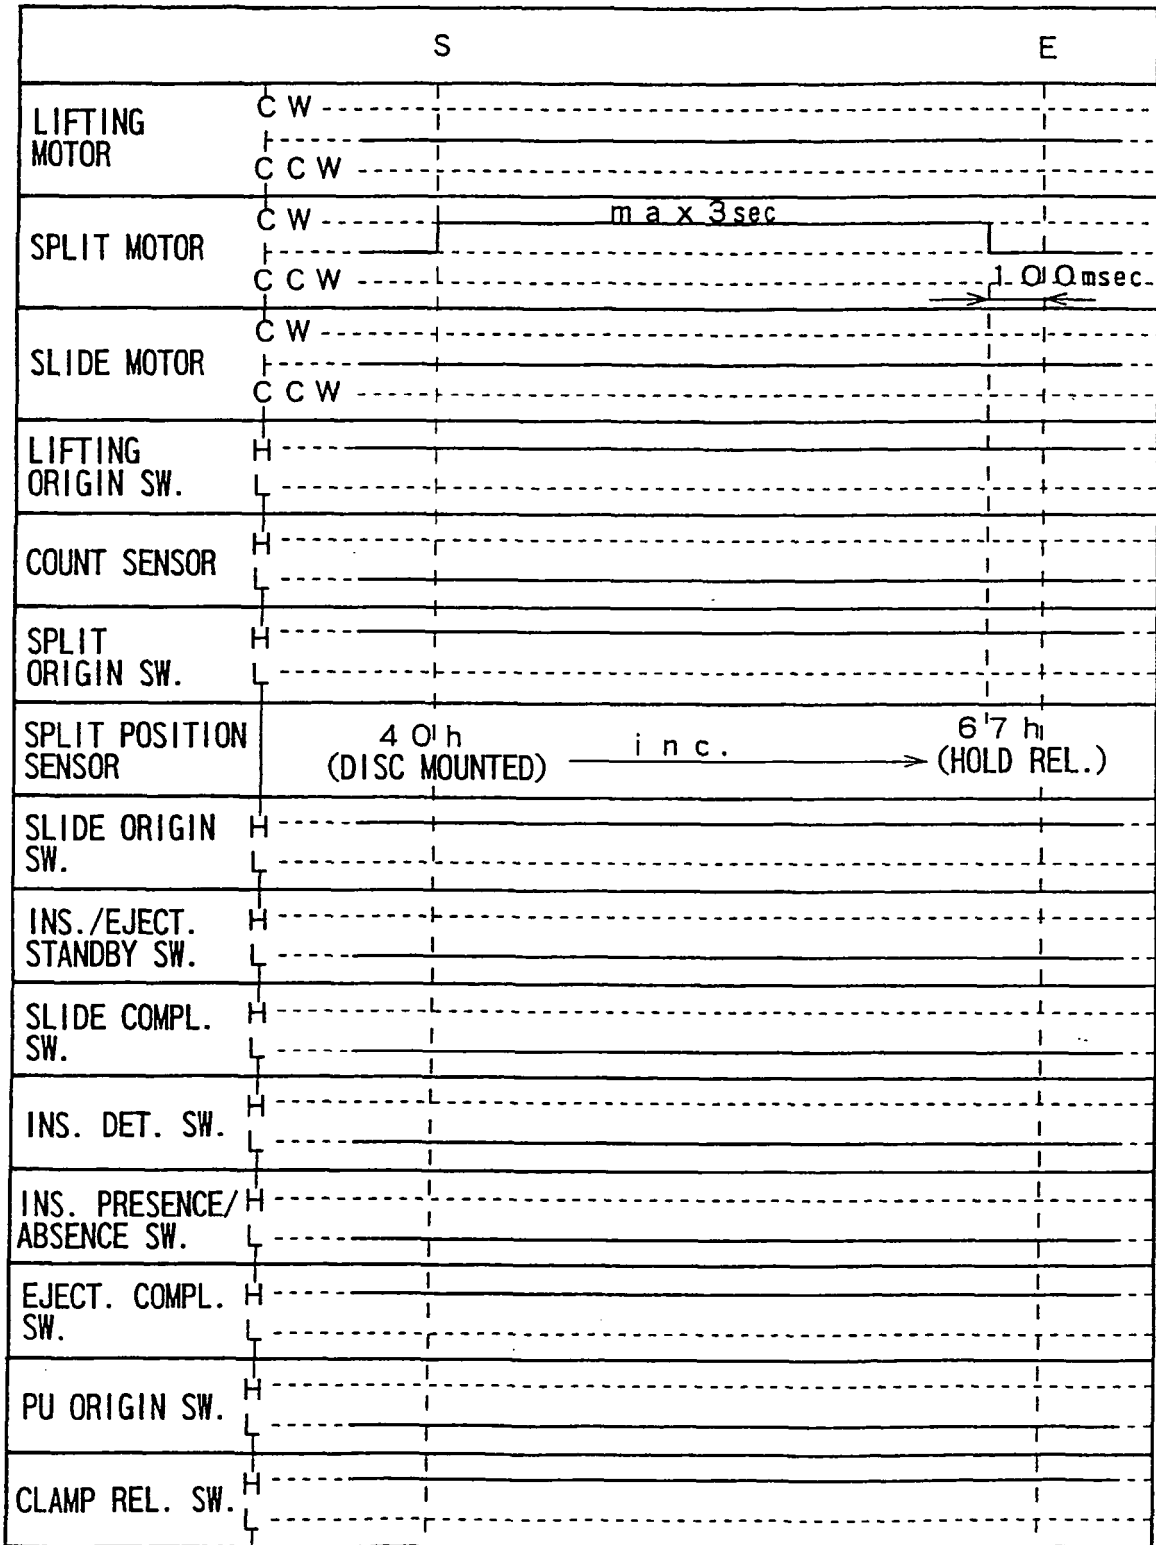 S E
LIFTING
MOTOR
CW
CCW
SPLIT MOTOR
CW
CCW
max 3sec
100msec
SLIDE MOTOR
CW
CCW
LIFTING
ORIGIN SW.
H
L
COUNT SENSOR
H
L
SPLIT
ORIGIN SW.
H
L
SPLIT POSITION
SENSOR
40h
(DISC MOUNTED)
inc.
67h
(HOLD REL.)
SLIDE ORIGIN
SW.
H
L
INS./EJECT.
STANDBY SW.
H
L
SLIDE COMPL.
SW.
H
L
INS. DET. SW.
H
L
INS. PRESENCE/
ABSENCE SW.
H
L
EJECT. COMPL.
SW.
H
L
PU ORIGIN SW.
H
L
CLAMP REL. SW.
H
L